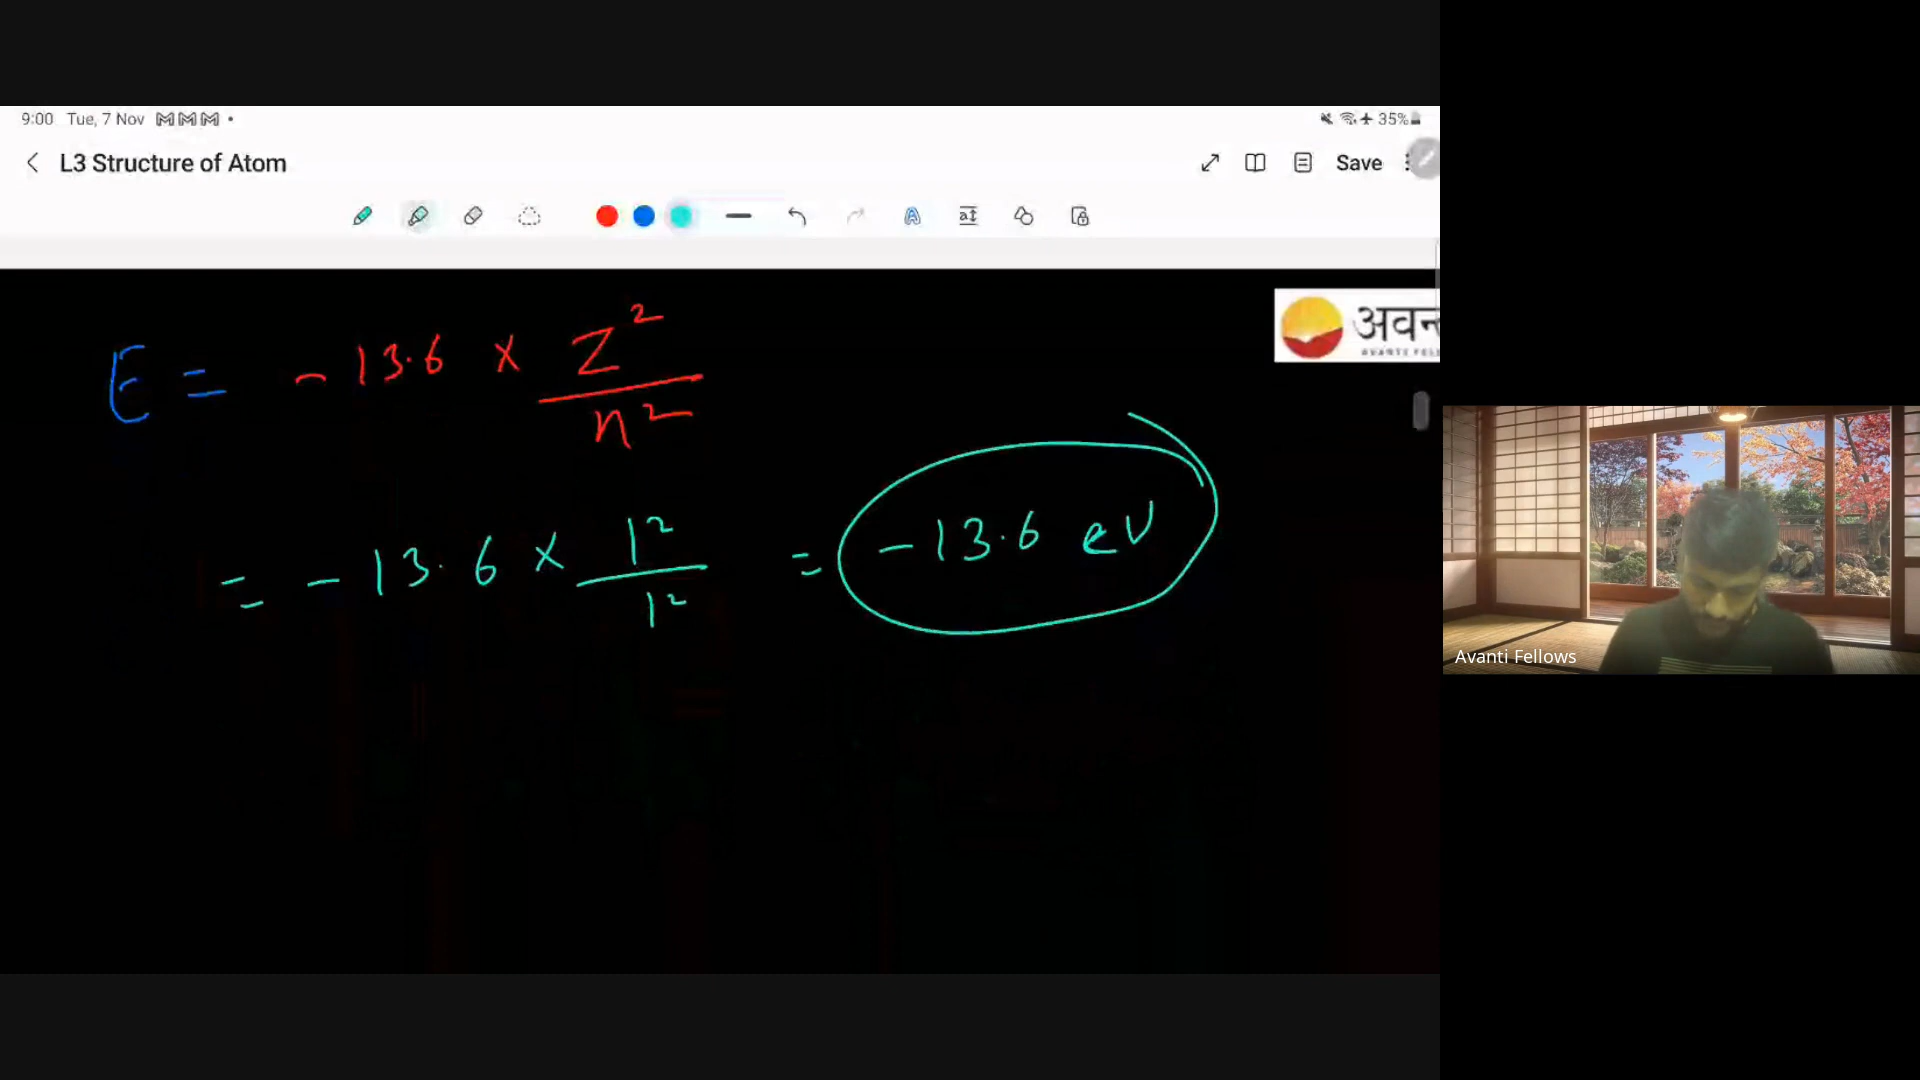 9:00 Tue, 7 Nov
35%
L3 Structure of Atom
Save
E = - 13.6 × Z² / n²
= - 13.6 × 1² / 1² = - 13.6 eV
AVANTI
Avanti Fellows